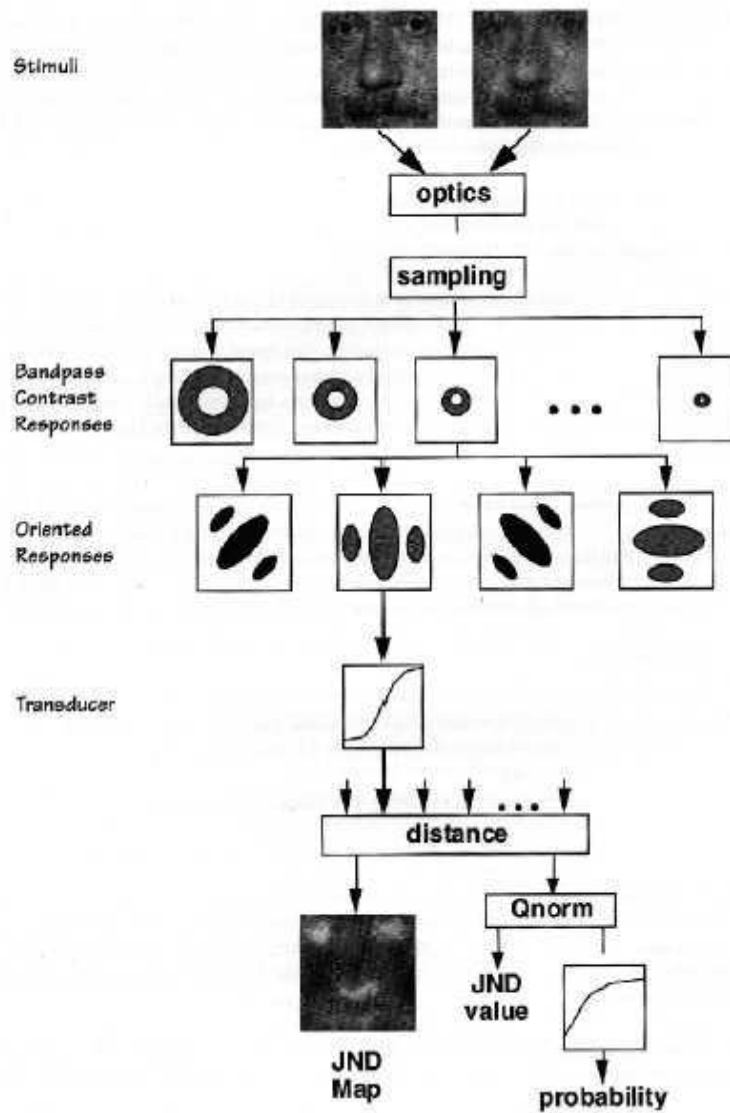 Stimuli
optics
sampling
Bandpass
Contrast
Responses
Oriented
Responses
Transducer
distance
Qnorm
JND
value
JND
Map
probability